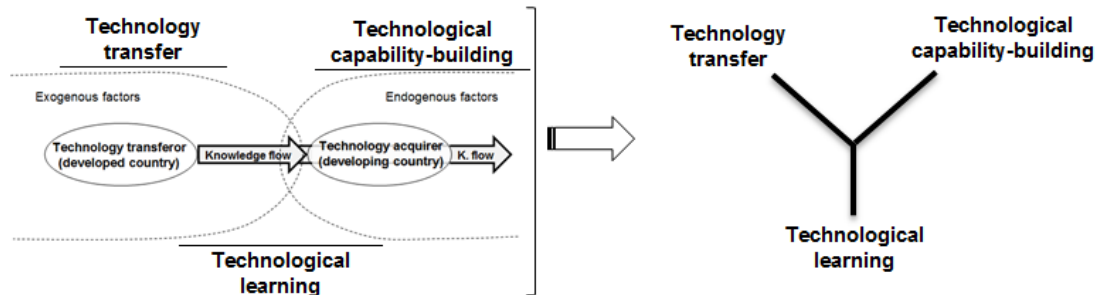 Technology
transfer
Technological
capability-building
Exogenous factors
Endogenous factors
Technology transferor
(developed country)
Knowledge flow
Technology acquirer
(developing country)
K. flow
Technological
learning
Technology
transfer
Technological
capability-building
Technological
learning